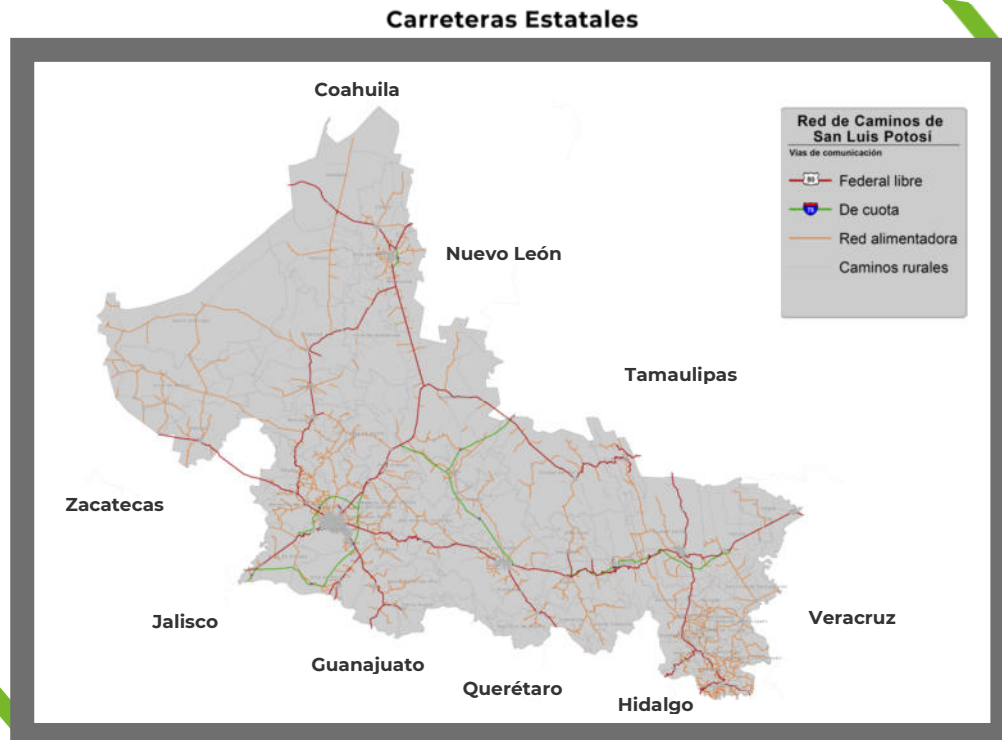 Carreteras Estatales
Coahuila
Red de Caminos de
San Luis Potosí
Vías de comunicación
Federal libre
De cuota
Red alimentadora
Caminos rurales
Nuevo León
Tamaulipas
Zacatecas
Jalisco
Veracruz
Guanajuato
Querétaro
Hidalgo